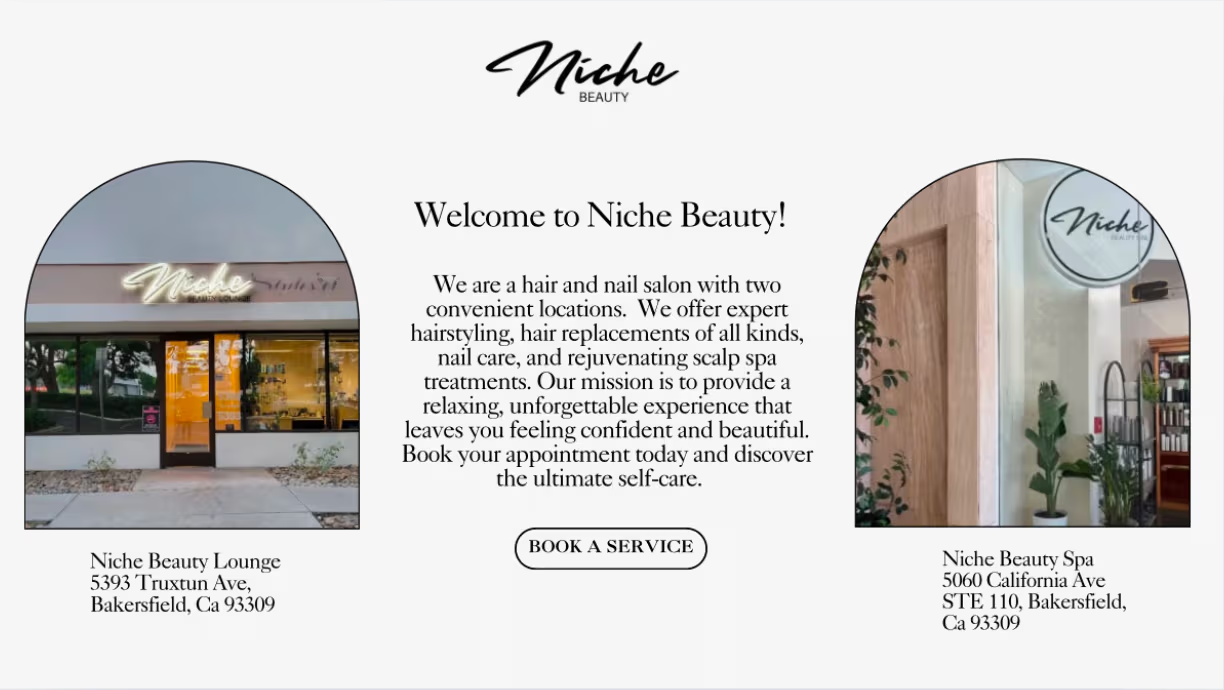 Niche
BEAUTY
Welcome to Niche Beauty!
We are a hair and nail salon with two
convenient locations.  We offer expert
hairstyling, hair replacements of all kinds,
nail care, and rejuvenating scalp spa
treatments. Our mission is to provide a
relaxing, unforgettable experience that
leaves you feeling confident and beautiful.
Book your appointment today and discover
the ultimate self-care.
BOOK A SERVICE
Niche
BEAUTY LOUNGE
Niche Beauty Lounge
5393 Truxtun Ave,
Bakersfield, Ca 93309
Niche
BEAUTY
Niche Beauty Spa
5060 California Ave
STE 110, Bakersfield,
Ca 93309